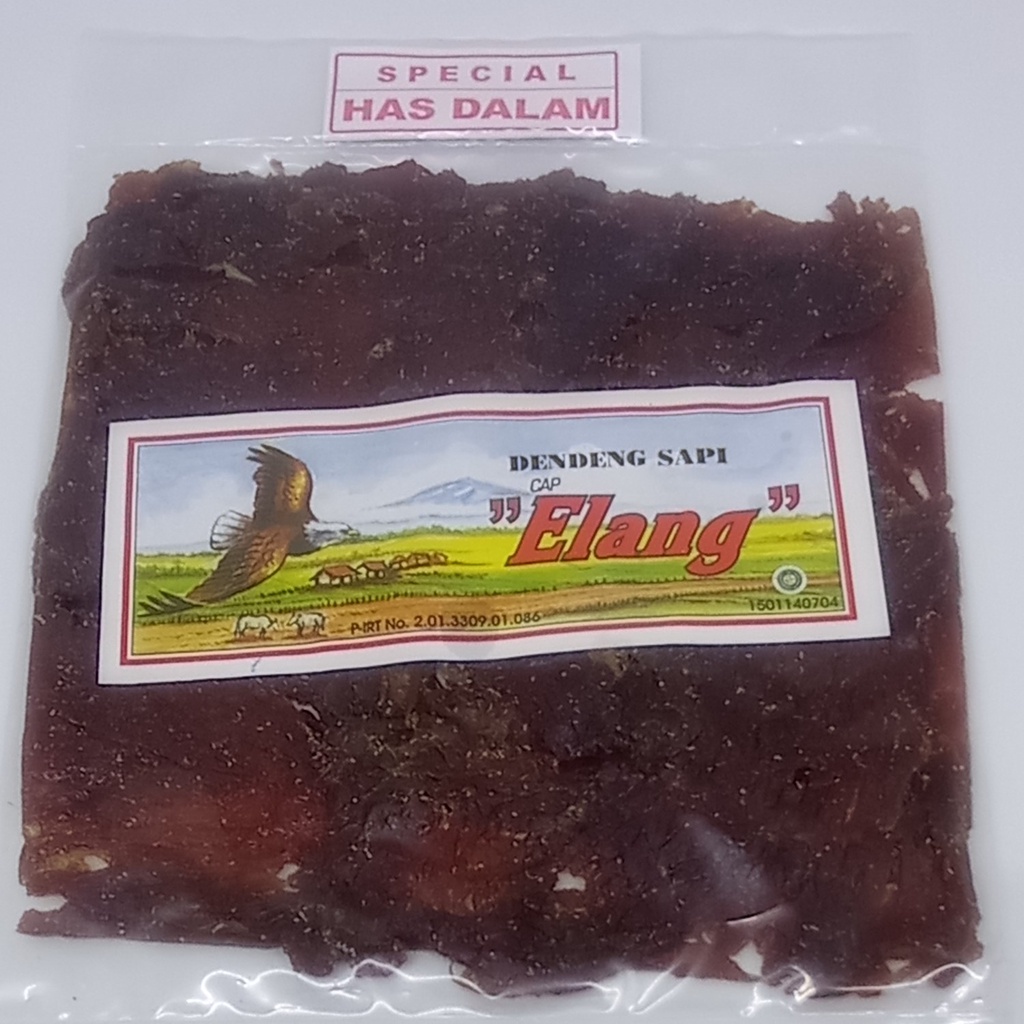 SPECIAL
HAS DALAM
DENDENG SAPI
CAP
"Elang"
P-IRT No. 2.01.3309.01.086
1501140704